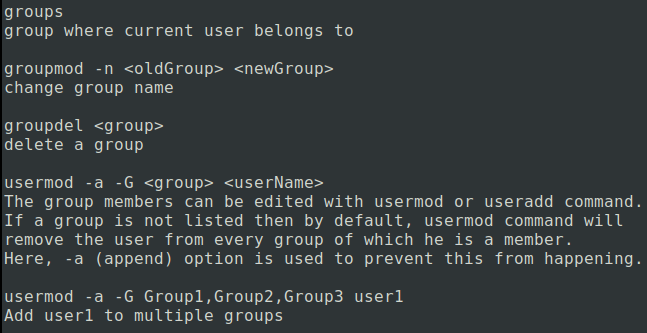 groups
group where current user belongs to
groupmod -n <oldGroup> <newGroup>
change group name
groupdel <group>
delete a group
usermod -a -G <group> <userName>
The group members can be edited with usermod or useradd command.
If a group is not listed then by default, usermod command will
remove the user from every group of which he is a member.
Here, -a (append) option is used to prevent this from happening.
usermod -a -G Group1,Group2,Group3 user1
Add user1 to multiple groups